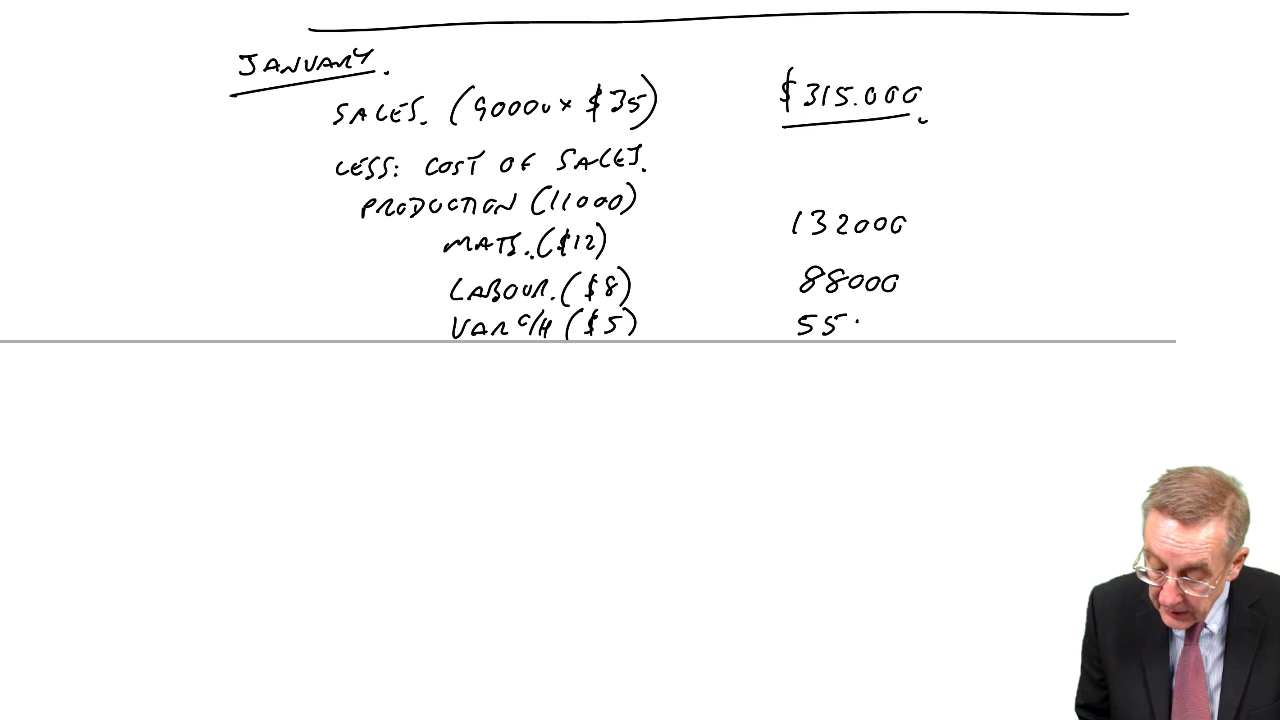 JANUARY.
SALES. (9000u × $35) $315.000
LESS: COST OF SALES.
PRODUCTION (11000)
MATS. ($12) 132000
LABOUR. ($8) 88000
VAR O/H ($5) 55.